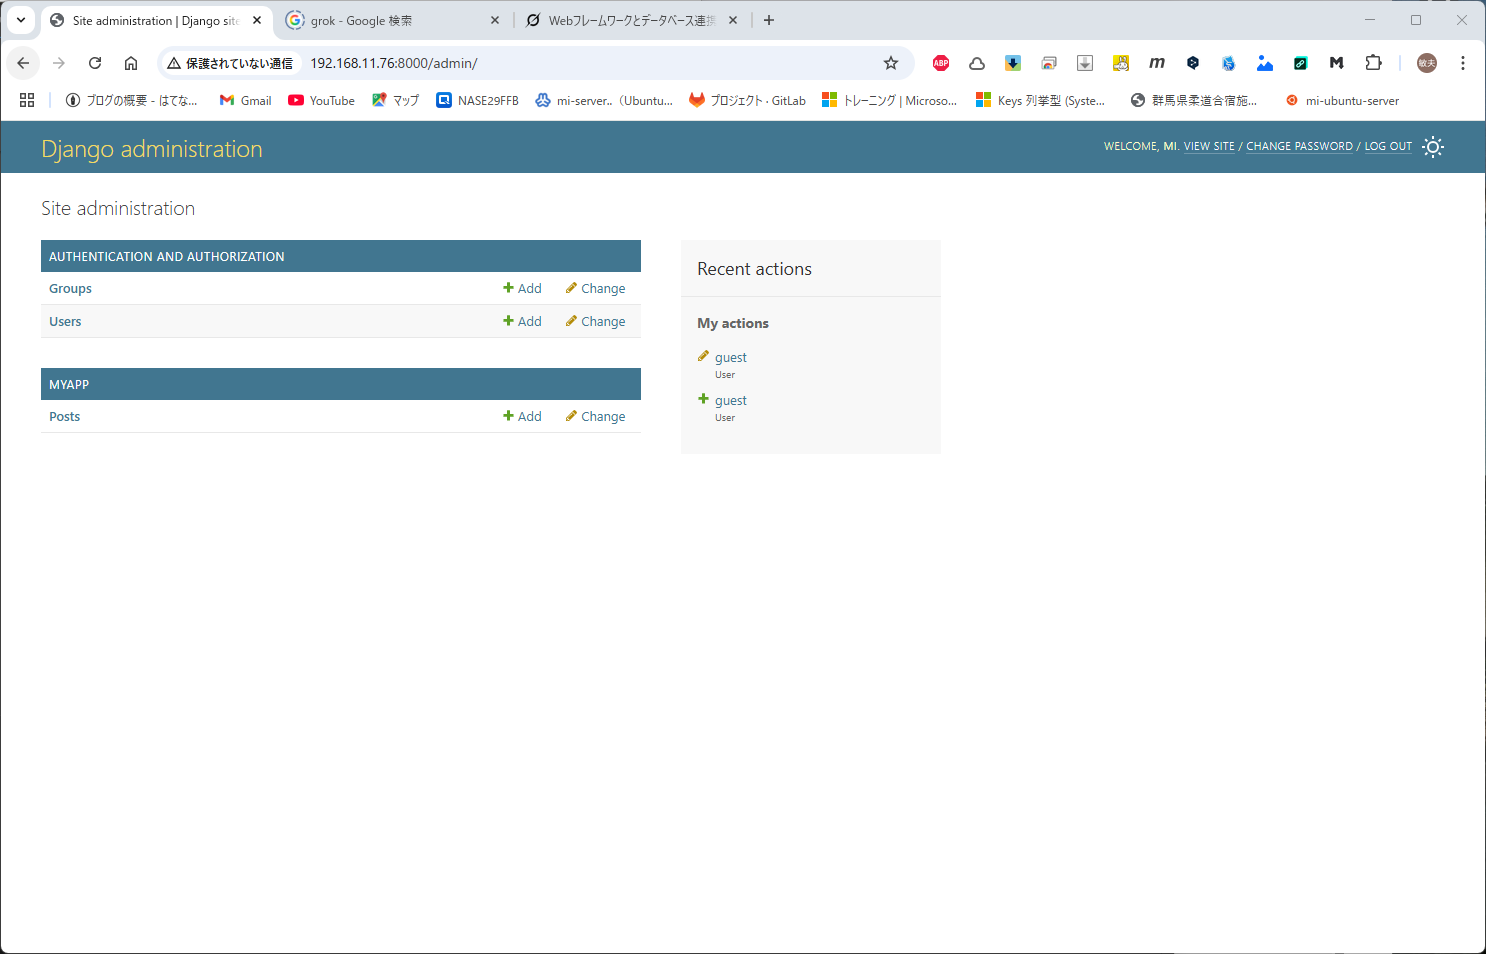 Site administration | Django site
grok - Google 検索
Webフレームワークとデータベース連携
保護されていない通信
192.168.11.76:8000/admin/
ABP
m
敏夫
ブログの概要 - はてな...
Gmail
YouTube
マップ
NASE29FFB
mi-server.. （Ubuntu...
プロジェクト · GitLab
トレーニング | Microso...
Keys 列挙型 (Syste...
群馬県柔道合宿施...
mi-ubuntu-server
Django administration
WELCOME, MI. VIEW SITE / CHANGE PASSWORD / LOG OUT
Site administration
AUTHENTICATION AND AUTHORIZATION
Groups Add Change
Users Add Change
MYAPP
Posts Add Change
Recent actions
My actions
guest
User
guest
User